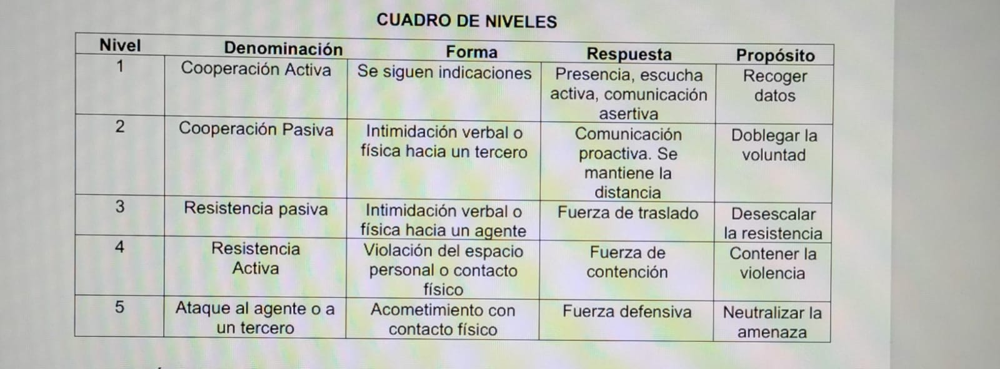 CUADRO DE NIVELES
Nivel Denominación Forma Respuesta Propósito
1 Cooperación Activa Se siguen indicaciones Presencia, escucha Recoger
activa, comunicación datos
asertiva
2 Cooperación Pasiva Intimidación verbal o Comunicación Doblegar la
física hacia un tercero proactiva. Se voluntad
mantiene la
distancia
3 Resistencia pasiva Intimidación verbal o Fuerza de traslado Desescalar
física hacia un agente la resistencia
4 Resistencia Violación del espacio Fuerza de Contener la
Activa personal o contacto contención violencia
físico
5 Ataque al agente o a Acometimiento con Fuerza defensiva Neutralizar la
un tercero contacto físico amenaza